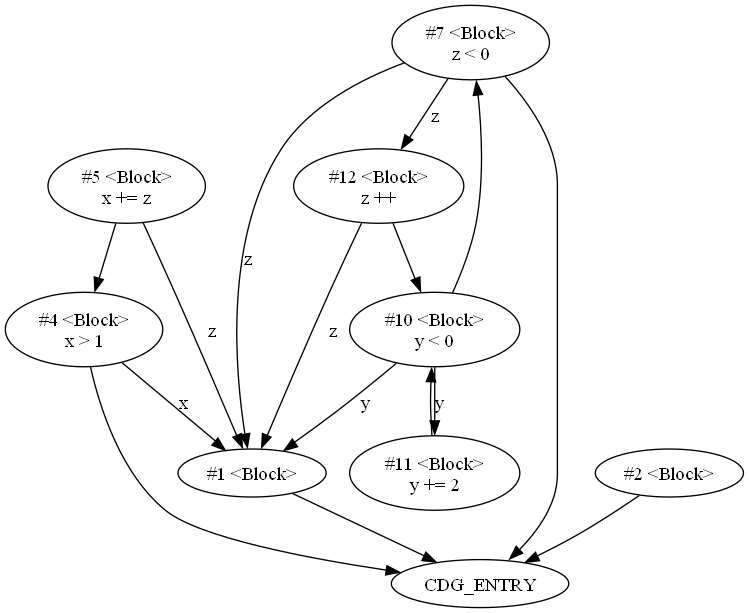 #7 <Block>
z < 0
z
#5 <Block>
x += z
#12 <Block>
z ++
z
#4 <Block>
x > 1
z
z
#10 <Block>
y < 0
x
y
y
#1 <Block>
#11 <Block>
y += 2
#2 <Block>
CDG_ENTRY